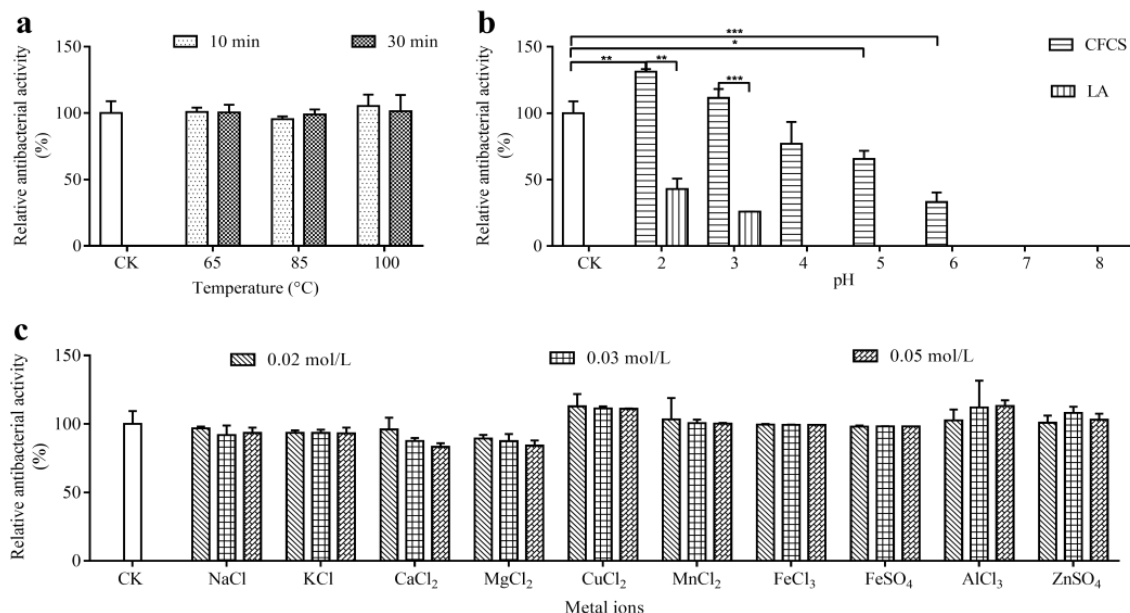 a
10 min
30 min
Relative antibacterial activity
(%)
150
100
50
0
CK
65
85
100
Temperature (°C)
b
***
*
**
**
***
CFCS
LA
Relative antibacterial activity
(%)
150
100
50
0
CK
2
3
4
5
6
7
8
pH
c
0.02 mol/L
0.03 mol/L
0.05 mol/L
Relative antibacterial activity
(%)
150
100
50
0
CK
NaCl
KCl
CaCl₂
MgCl₂
CuCl₂
MnCl₂
FeCl₃
FeSO₄
AlCl₃
ZnSO₄
Metal ions